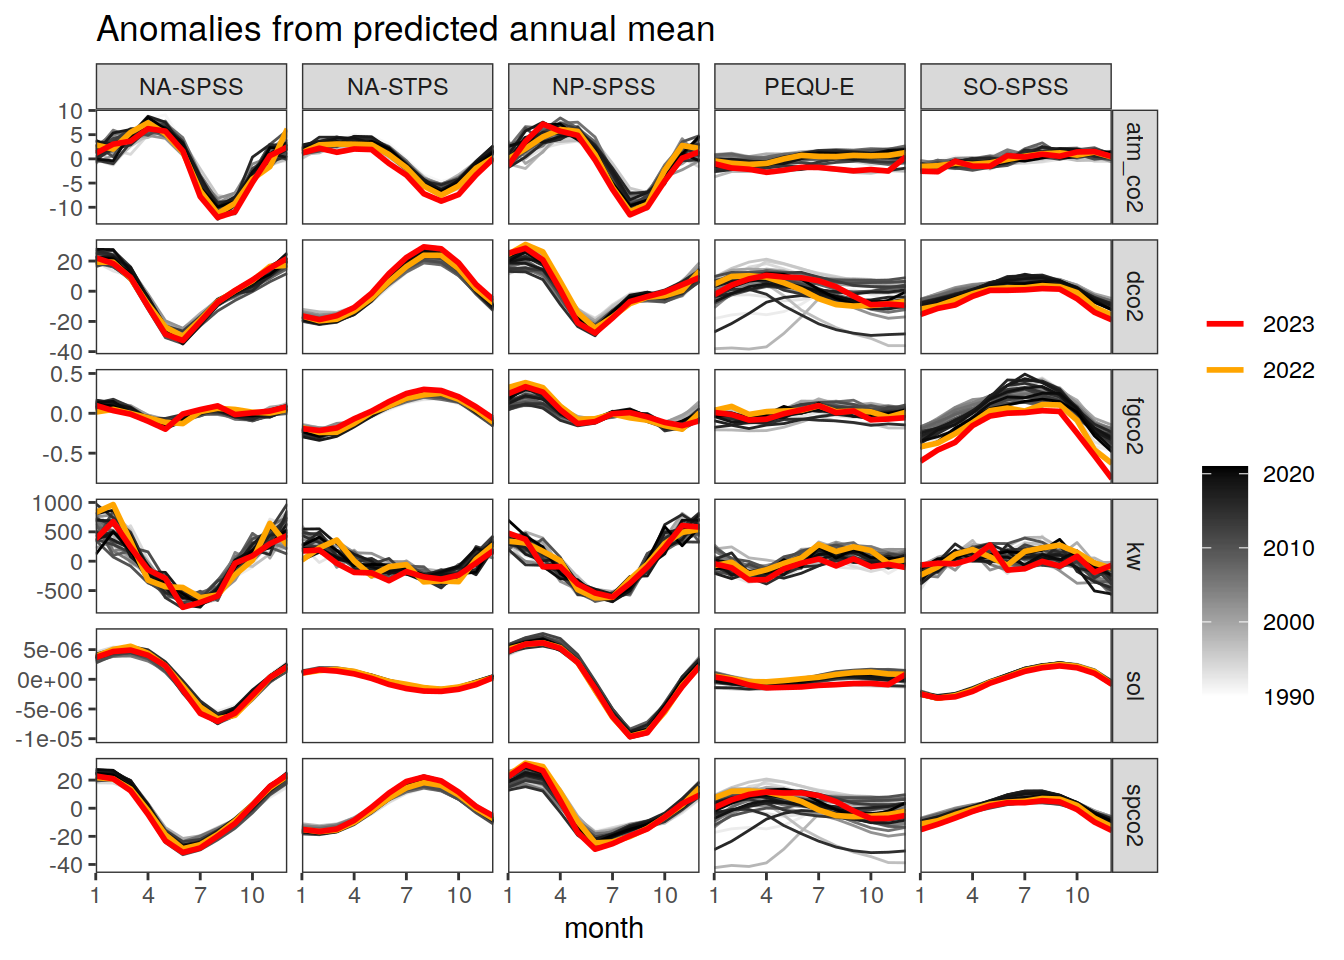 Anomalies from predicted annual mean
NA-SPSS NA-STPS NP-SPSS PEQU-E SO-SPSS
10
5
0
-5
-10
atm_co2
20
0
-20
-40
dco2
0.5
0.0
-0.5
fgco2
1000
500
0
-500
kw
5e-06
0e+00
-5e-06
-1e-05
sol
20
0
-20
-40
spco2
1 4 7 10 1 4 7 10 1 4 7 10 1 4 7 10 1 4 7 10
month
2023
2022
2020
2010
2000
1990